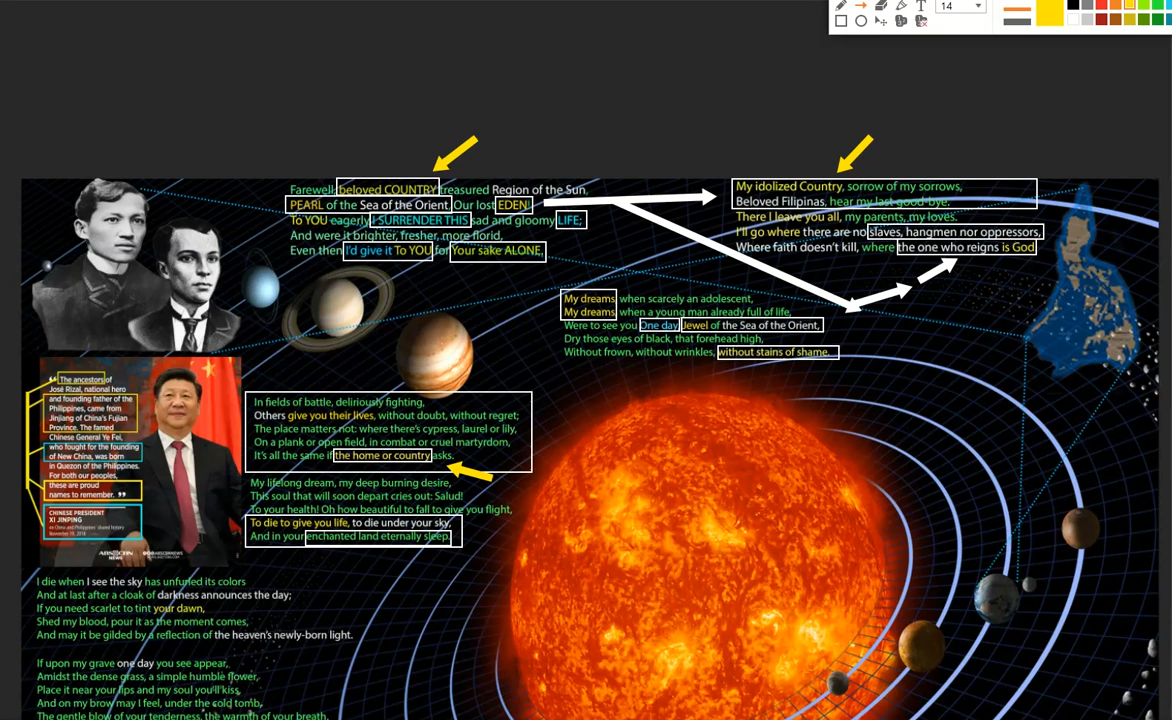 14
Farewell, beloved COUNTRY, treasured Region of the Sun,
PEARL of the Sea of the Orient, Our lost EDEN!
To YOU eagerly I SURRENDER THIS sad and gloomy LIFE;
And were it brighter, fresher, more florid,
Even then I'd give it To YOU for Your sake ALONE,
My idolized Country, sorrow of my sorrows,
Beloved Filipinas, hear my last good-bye.
There I leave you all, my parents, my loves.
I'll go where there are no slaves, hangmen nor oppressors,
Where faith doesn't kill, where the one who reigns is God
My dreams, when scarcely an adolescent,
My dreams, when a young man already full of life,
Were to see you One day, Jewel of the Sea of the Orient,
Dry those eyes of black, that forehead high,
Without frown, without wrinkles, without stains of shame.
“ The ancestors of
José Rizal, national hero
and founding father of the
Philippines, came from
Jinjiang of China's Fujian
Province. The famed
Chinese General Ye Fei,
who fought for the founding
of New China, was born
in Quezon of the Philippines.
For both our peoples,
these are proud
names to remember. ”
CHINESE PRESIDENT
XI JINPING
on China and Philippines' shared history
November 19, 2018
ABS-CBN NEWS
In fields of battle, deliriously fighting,
Others give you their lives, without doubt, without regret;
The place matters not: where there's cypress, laurel or lily,
On a plank or open field, in combat or cruel martyrdom,
It's all the same if the home or country asks.
My lifelong dream, my deep burning desire,
This soul that will soon depart cries out: Salud!
To your health! Oh how beautiful to fall to give you flight,
To die to give you life, to die under your sky,
And in your enchanted land eternally sleep.
I die when I see the sky has unfurled its colors
And at last after a cloak of darkness announces the day;
If you need scarlet to tint your dawn,
Shed my blood, pour it as the moment comes,
And may it be gilded by a reflection of the heaven's newly-born light.
If upon my grave one day you see appear,
Amidst the dense grass, a simple humble flower,
Place it near your lips and my soul you'll kiss,
And on my brow may I feel, under the cold tomb,
The gentle blow of your tenderness, the warmth of your breath.